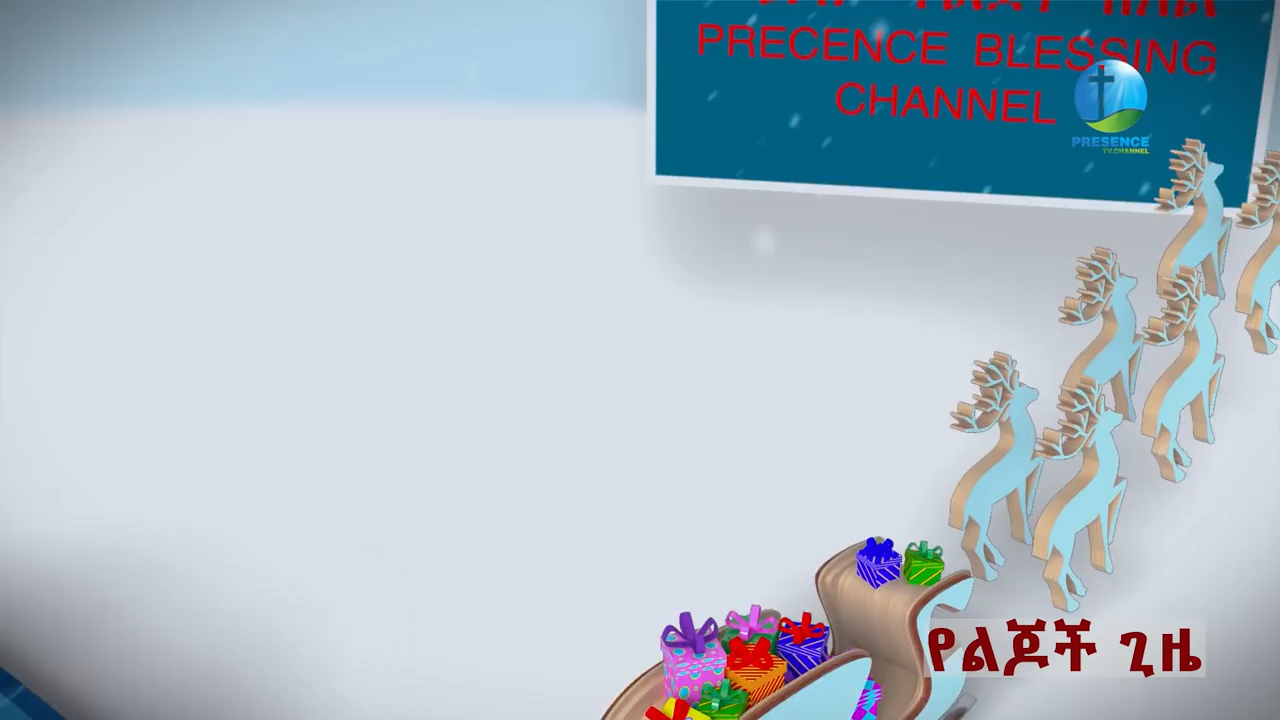 PRECENCE BLESSING
CHANNEL
PRESENCE
TV.CHANNEL
የልጆች ጊዜ